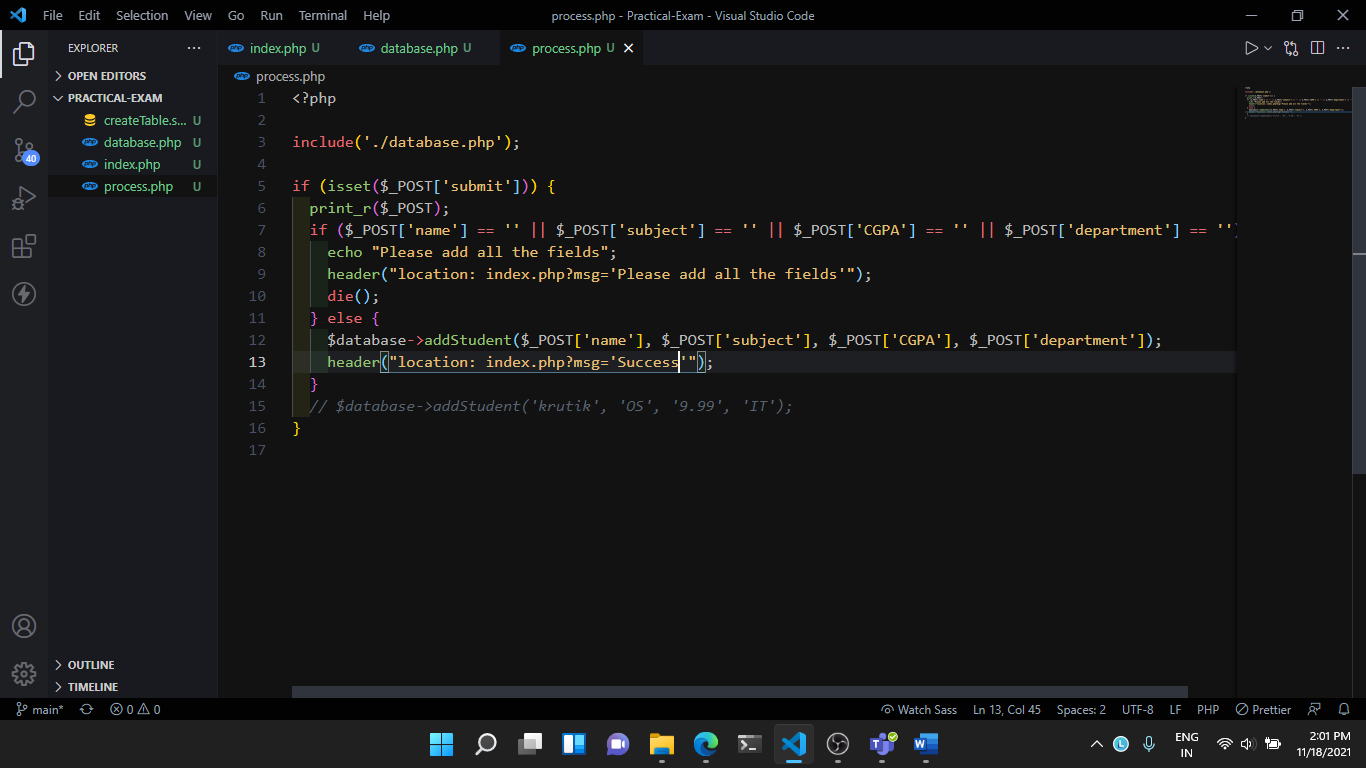 File Edit Selection View Go Run Terminal Help process.php - Practical-Exam - Visual Studio Code
EXPLORER
OPEN EDITORS
PRACTICAL-EXAM
createTable.s... U
database.php U
index.php U
process.php U
OUTLINE
TIMELINE
40
index.php U database.php U process.php U
process.php
1 <?php
2
3 include('./database.php');
4
5 if (isset($_POST['submit'])) {
6 print_r($_POST);
7 if ($_POST['name'] == '' || $_POST['subject'] == '' || $_POST['CGPA'] == '' || $_POST['department'] == '')
8 echo "Please add all the fields";
9 header("location: index.php?msg='Please add all the fields'");
10 die();
11 } else {
12 $database->addStudent($_POST['name'], $_POST['subject'], $_POST['CGPA'], $_POST['department']);
13 header("location: index.php?msg='Success'");
14 }
15 // $database->addStudent('krutik', 'OS', '9.99', 'IT');
16 }
17
main* 0 0 Watch Sass Ln 13, Col 45 Spaces: 2 UTF-8 LF PHP Prettier
ENG
IN
2:01 PM
11/18/2021